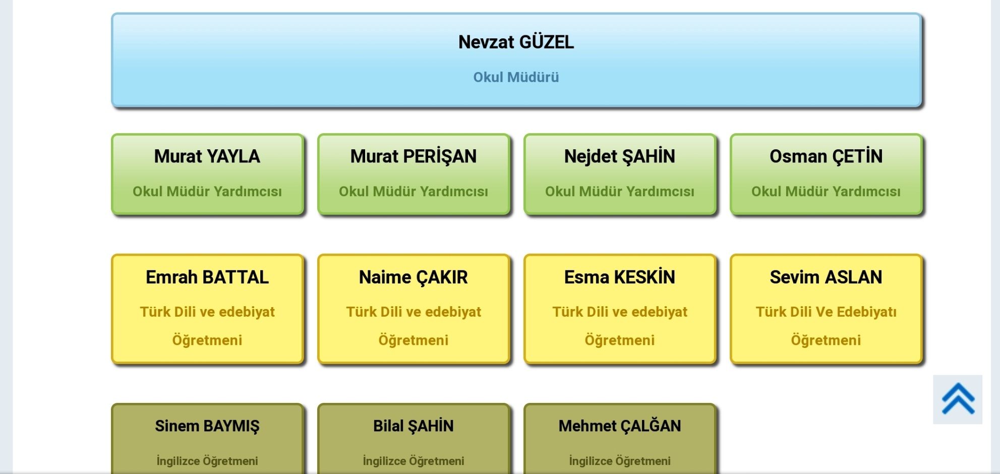 Nevzat GÜZEL
Okul Müdürü
Murat YAYLA
Okul Müdür Yardımcısı
Murat PERİŞAN
Okul Müdür Yardımcısı
Nejdet ŞAHİN
Okul Müdür Yardımcısı
Osman ÇETİN
Okul Müdür Yardımcısı
Emrah BATTAL
Türk Dili ve edebiyat
Öğretmeni
Naime ÇAKIR
Türk Dili ve edebiyat
Öğretmeni
Esma KESKİN
Türk Dili ve edebiyat
Öğretmeni
Sevim ASLAN
Türk Dili Ve Edebiyatı
Öğretmeni
Sinem BAYMIŞ
İngilizce Öğretmeni
Bilal ŞAHİN
İngilizce Öğretmeni
Mehmet ÇALĞAN
İngilizce Öğretmeni